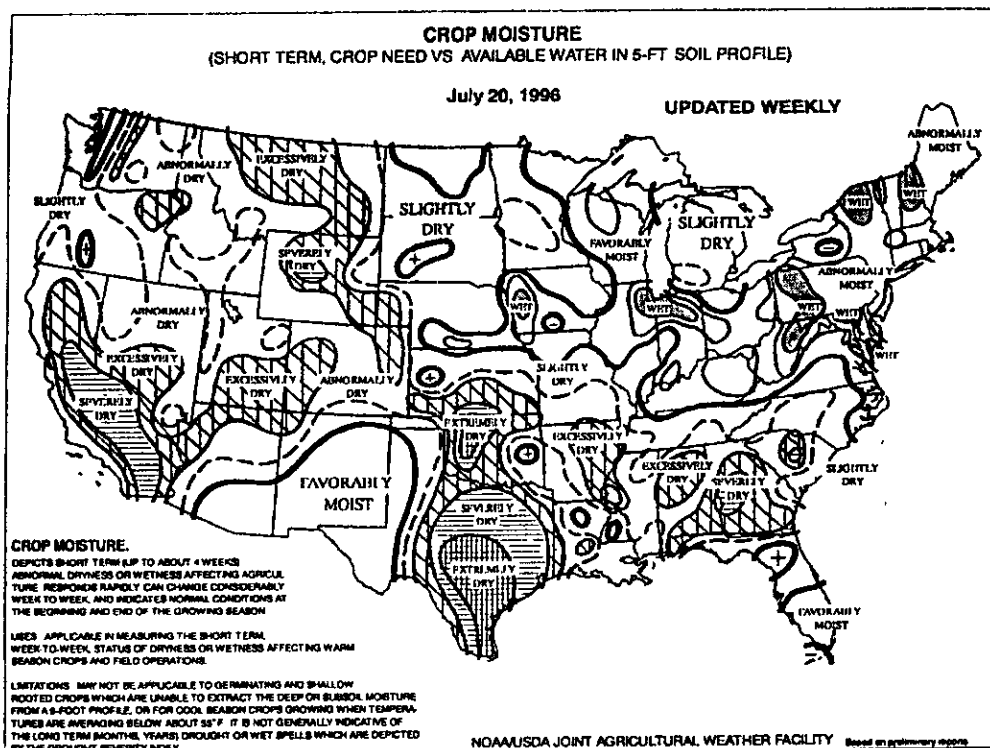 CROP MOISTURE
(SHORT TERM, CROP NEED VS AVAILABLE WATER IN 5-FT SOIL PROFILE)
July 20, 1996
UPDATED WEEKLY
ABNORMALLY
MOIST
ABNORMALLY
DRY
EXCESSIVELY
DRY
WET
WET
SLIGHTLY
DRY
SLIGHTLY
DRY
SLIGHTLY
DRY
+
FAVORABLY
MOIST
SEVERELY
DRY
+
ABNORMALLY
MOIST
ABNORMALLY
DRY
WET
WET
WET
WET
WET
EXCESSIVELY
DRY
EXCESSIVELY
DRY
ABNORMALLY
DRY
+
SLIGHTLY
DRY
SEVERELY
DRY
EXTREMELY
DRY
EXCESSIVELY
DRY
+
EXCESSIVELY
DRY
SEVERELY
DRY
SLIGHTLY
DRY
FAVORABLY
MOIST
SEVERELY
DRY
EXTREMELY
DRY
+
FAVORABLY
MOIST
CROP MOISTURE.
DEPICTS SHORT TERM (UP TO ABOUT 4 WEEKS)
ABNORMAL DRYNESS OR WETNESS AFFECTING AGRICUL
TURE RESPONDS RAPIDLY CAN CHANGE CONSIDERABLY
WEEK TO WEEK, AND INDICATES NORMAL CONDITIONS AT
THE BEGINNING AND END OF THE GROWING SEASON
USES APPLICABLE IN MEASURING THE SHORT TERM,
WEEK-TO-WEEK, STATUS OF DRYNESS OR WETNESS AFFECTING WARM
SEASON CROPS AND FIELD OPERATIONS.
LIMITATIONS MAY NOT BE APPLICABLE TO GERMINATING AND SHALLOW
ROOTED CROPS WHICH ARE UNABLE TO EXTRACT THE DEEP OR SUBSOIL MOISTURE
FROM A 5-FOOT PROFILE, OR FOR COOL SEASON CROPS GROWING WHEN TEMPERA-
TURES ARE AVERAGING BELOW ABOUT 55°F IT IS NOT GENERALLY INDICATIVE OF
THE LONG TERM (MONTHS, YEARS) DROUGHT OR WET SPELLS WHICH ARE DEPICTED
BY THE DROUGHT SEVERITY INDEX
NOAA/USDA JOINT AGRICULTURAL WEATHER FACILITY
Based on preliminary reports